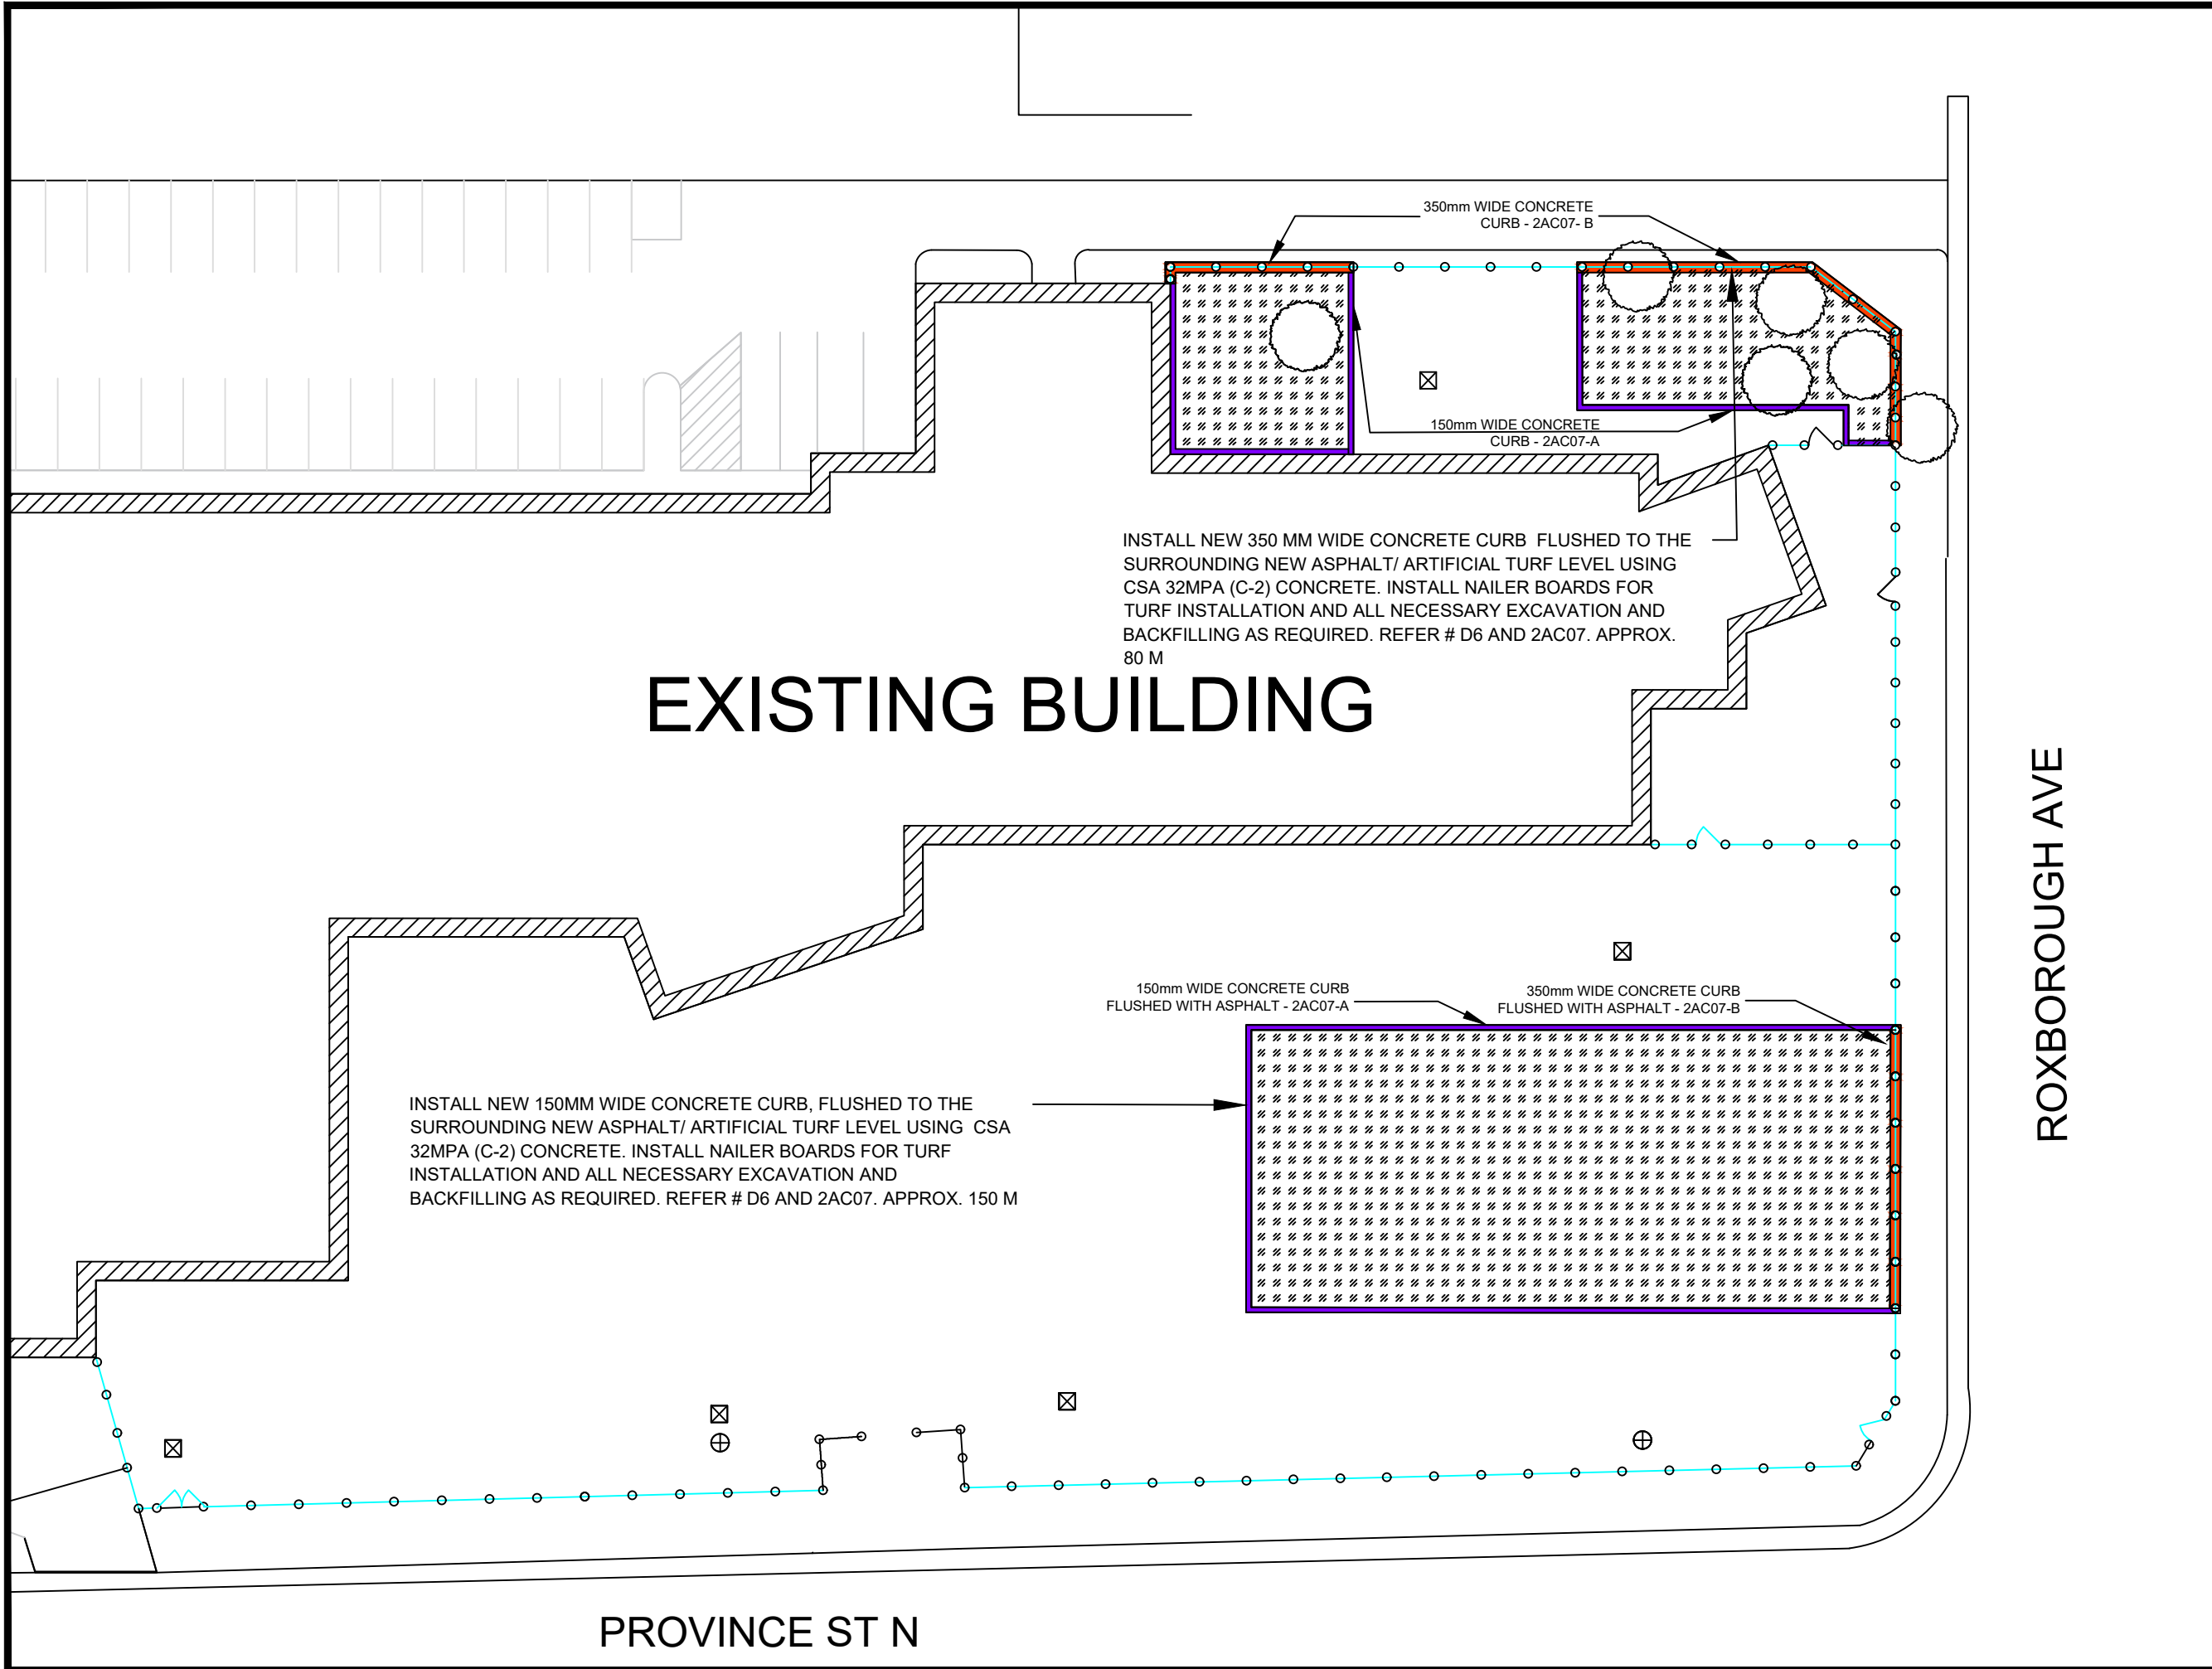 350mm WIDE CONCRETE
CURB - 2AC07- B
150mm WIDE CONCRETE
CURB - 2AC07-A
INSTALL NEW 350 MM WIDE CONCRETE CURB FLUSHED TO THE
SURROUNDING NEW ASPHALT/ ARTIFICIAL TURF LEVEL USING
CSA 32MPA (C-2) CONCRETE. INSTALL NAILER BOARDS FOR
TURF INSTALLATION AND ALL NECESSARY EXCAVATION AND
BACKFILLING AS REQUIRED. REFER # D6 AND 2AC07. APPROX.
80 M
EXISTING BUILDING
ROXBOROUGH AVE
150mm WIDE CONCRETE CURB
FLUSHED WITH ASPHALT - 2AC07-A
350mm WIDE CONCRETE CURB
FLUSHED WITH ASPHALT - 2AC07-B
INSTALL NEW 150MM WIDE CONCRETE CURB, FLUSHED TO THE
SURROUNDING NEW ASPHALT/ ARTIFICIAL TURF LEVEL USING CSA
32MPA (C-2) CONCRETE. INSTALL NAILER BOARDS FOR TURF
INSTALLATION AND ALL NECESSARY EXCAVATION AND
BACKFILLING AS REQUIRED. REFER # D6 AND 2AC07. APPROX. 150 M
PROVINCE ST N